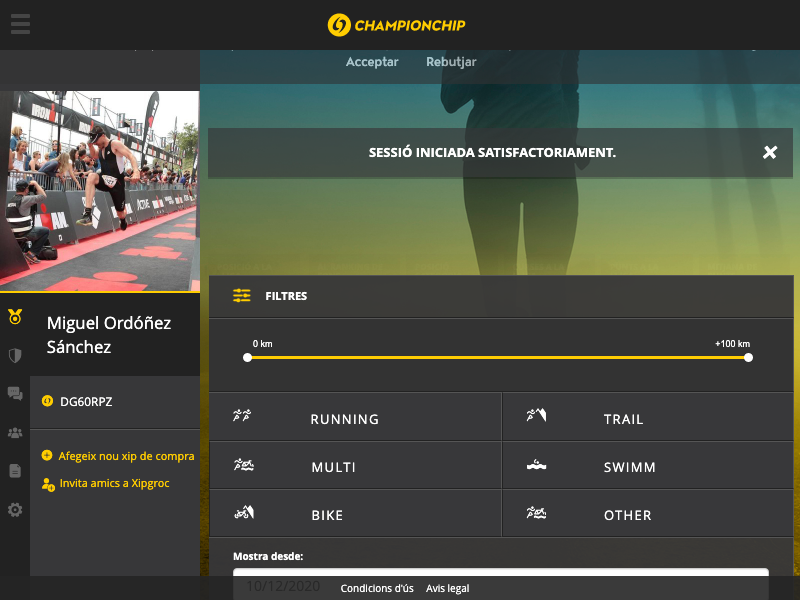 CHAMPIONCHIP
Acceptar
Rebutjar
SESSIÓ INICIADA SATISFACTORIAMENT.
Miguel Ordóñez
Sánchez
DG60RPZ
Afegeix nou xip de compra
Invita amics a Xipgroc
FILTRES
0 km
+100 km
RUNNING
TRAIL
MULTI
SWIMM
BIKE
OTHER
Mostra desde:
10/12/2020
Condicions d'ús
Avis legal